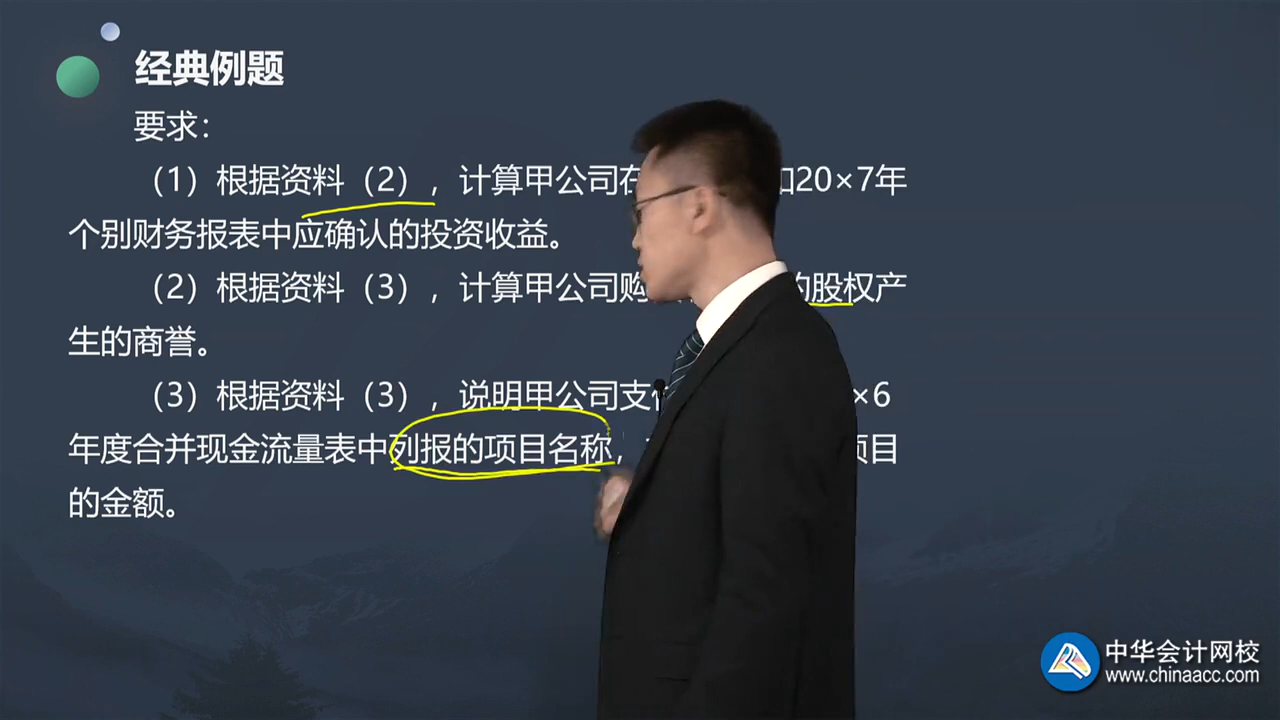 经典例题
要求：
（1）根据资料（2），计算甲公司在 20×7年
个别财务报表中应确认的投资收益。
（2）根据资料（3），计算甲公司购 的股权产
生的商誉。
（3）根据资料（3），说明甲公司支 ×6
年度合并现金流量表中列报的项目名称， 项目
的金额。
中华会计网校
www.chinaacc.com